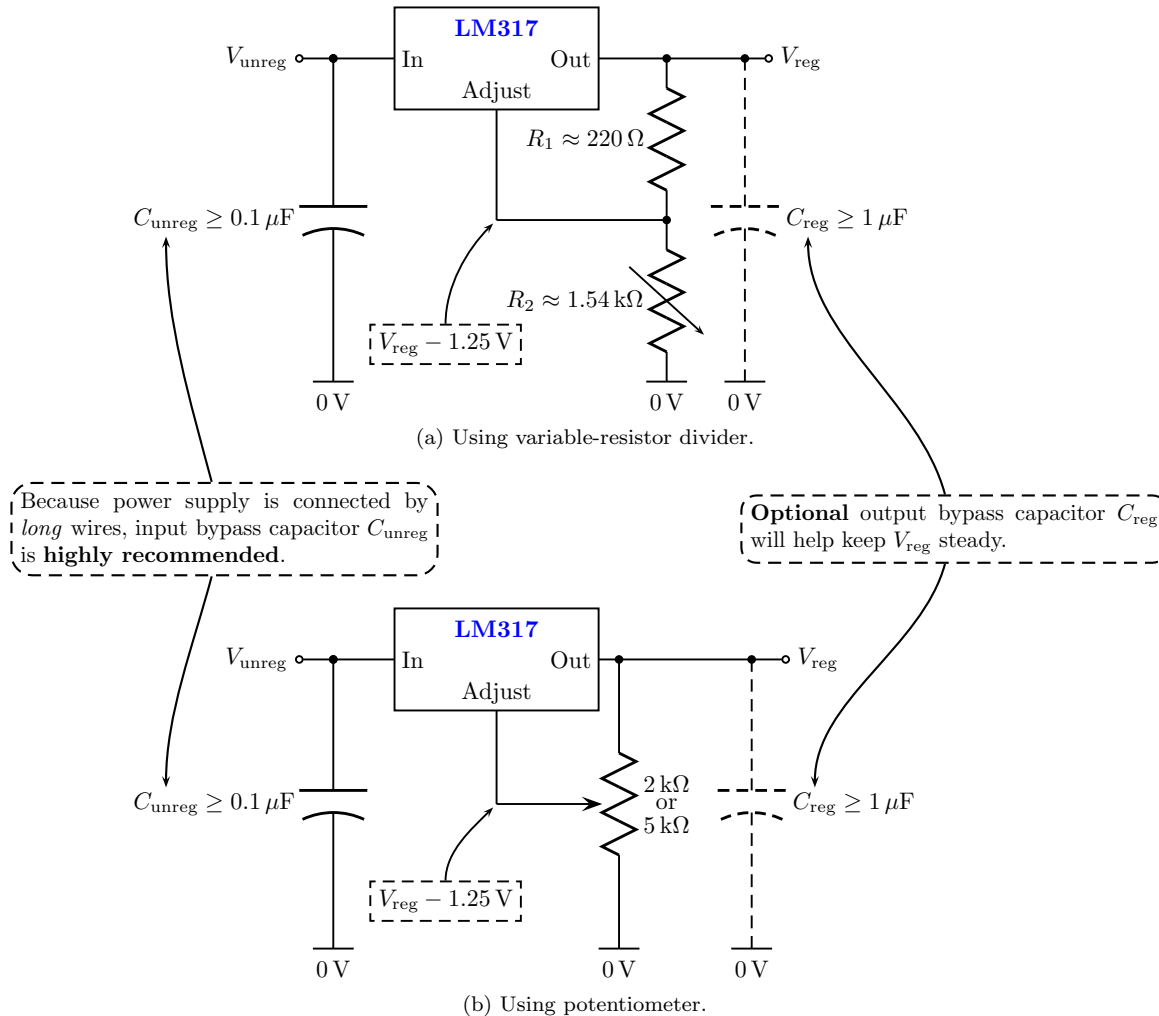 LM317
V_unreg In Out V_reg
Adjust
R_1 ≈ 220 Ω
C_unreg ≥ 0.1 μF C_reg ≥ 1 μF
R_2 ≈ 1.54 kΩ
V_reg − 1.25 V
0 V 0 V 0 V
(a) Using variable-resistor divider.
Because power supply is connected by
long wires, input bypass capacitor C_unreg
is highly recommended.
Optional output bypass capacitor C_reg
will help keep V_reg steady.
LM317
V_unreg In Out V_reg
Adjust
2 kΩ
or
5 kΩ
C_unreg ≥ 0.1 μF C_reg ≥ 1 μF
V_reg − 1.25 V
0 V 0 V 0 V
(b) Using potentiometer.